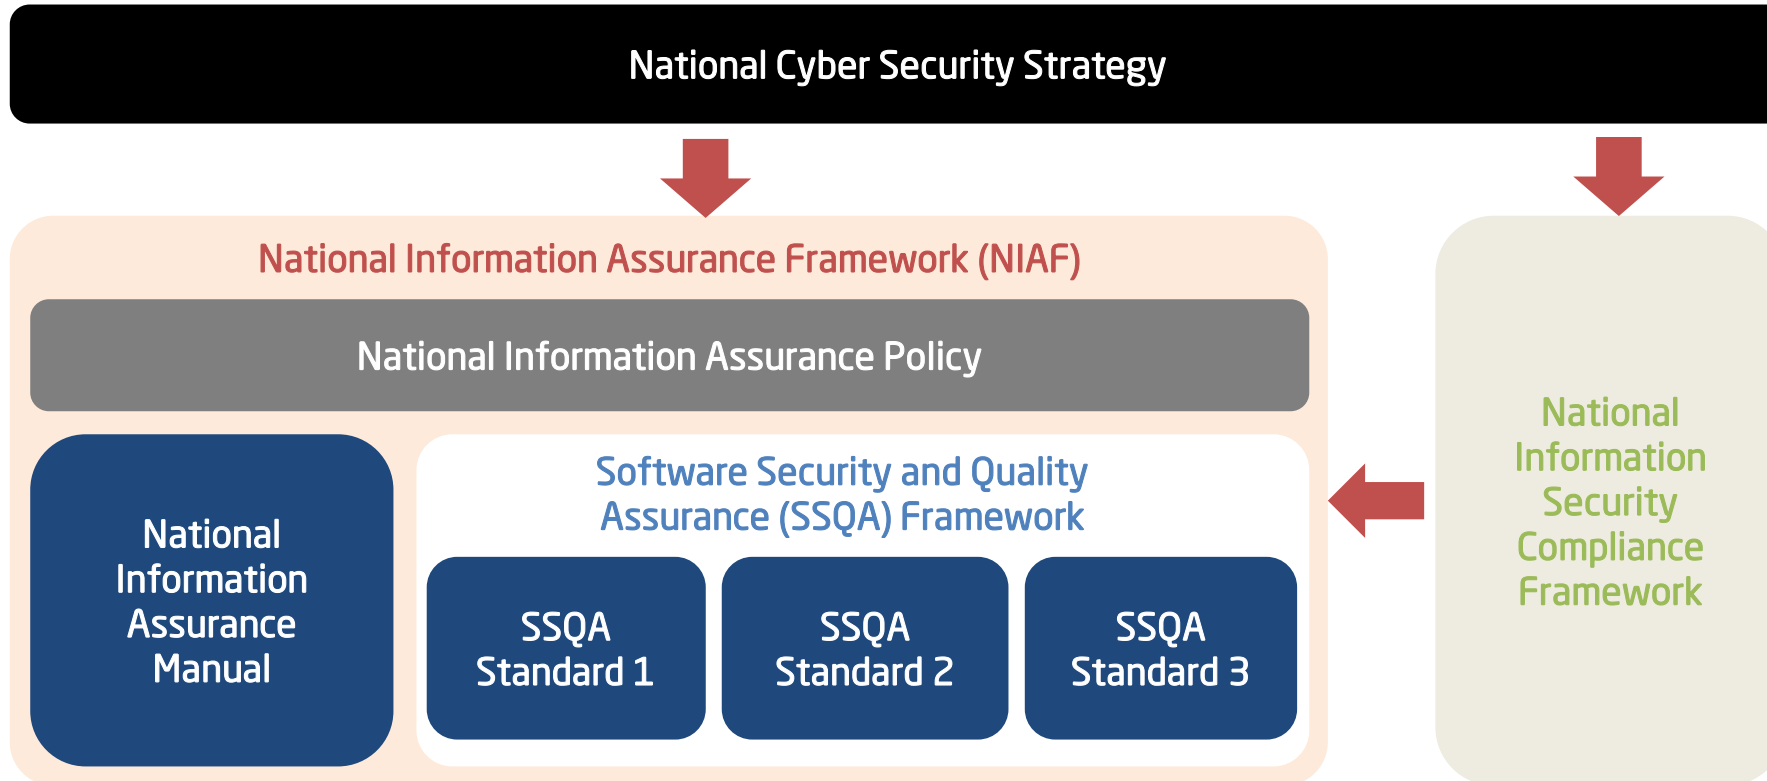 National Cyber Security Strategy
National Information Assurance Framework (NIAF)
National Information Assurance Policy
National
Information
Assurance
Manual
Software Security and Quality
Assurance (SSQA) Framework
SSQA
Standard 1
SSQA
Standard 2
SSQA
Standard 3
National
Information
Security
Compliance
Framework